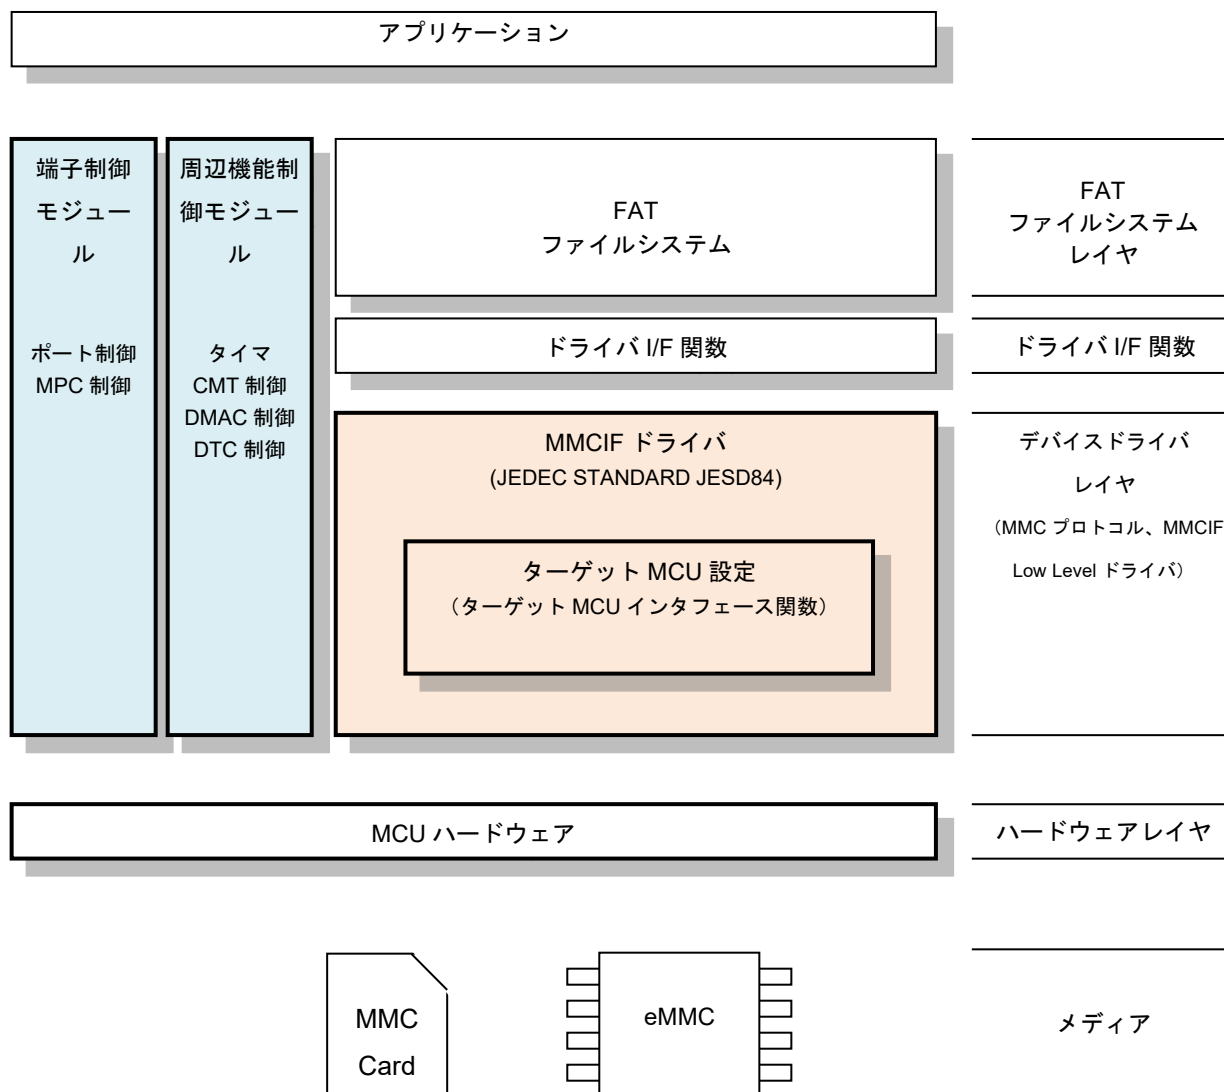 アプリケーション
端子制御
モジュー
ル
ポート制御
MPC 制御
周辺機能制
御モジュー
ル
タイマ
CMT 制御
DMAC 制御
DTC 制御
FAT
ファイルシステム
FAT
ファイルシステム
レイヤ
ドライバ I/F 関数
ドライバ I/F 関数
MMCIF ドライバ
(JEDEC STANDARD JESD84)
ターゲット MCU 設定
（ターゲット MCU インタフェース関数）
デバイスドライバ
レイヤ
（MMC プロトコル、MMCIF
Low Level ドライバ）
MCU ハードウェア
ハードウェアレイヤ
MMC
Card
eMMC
メディア